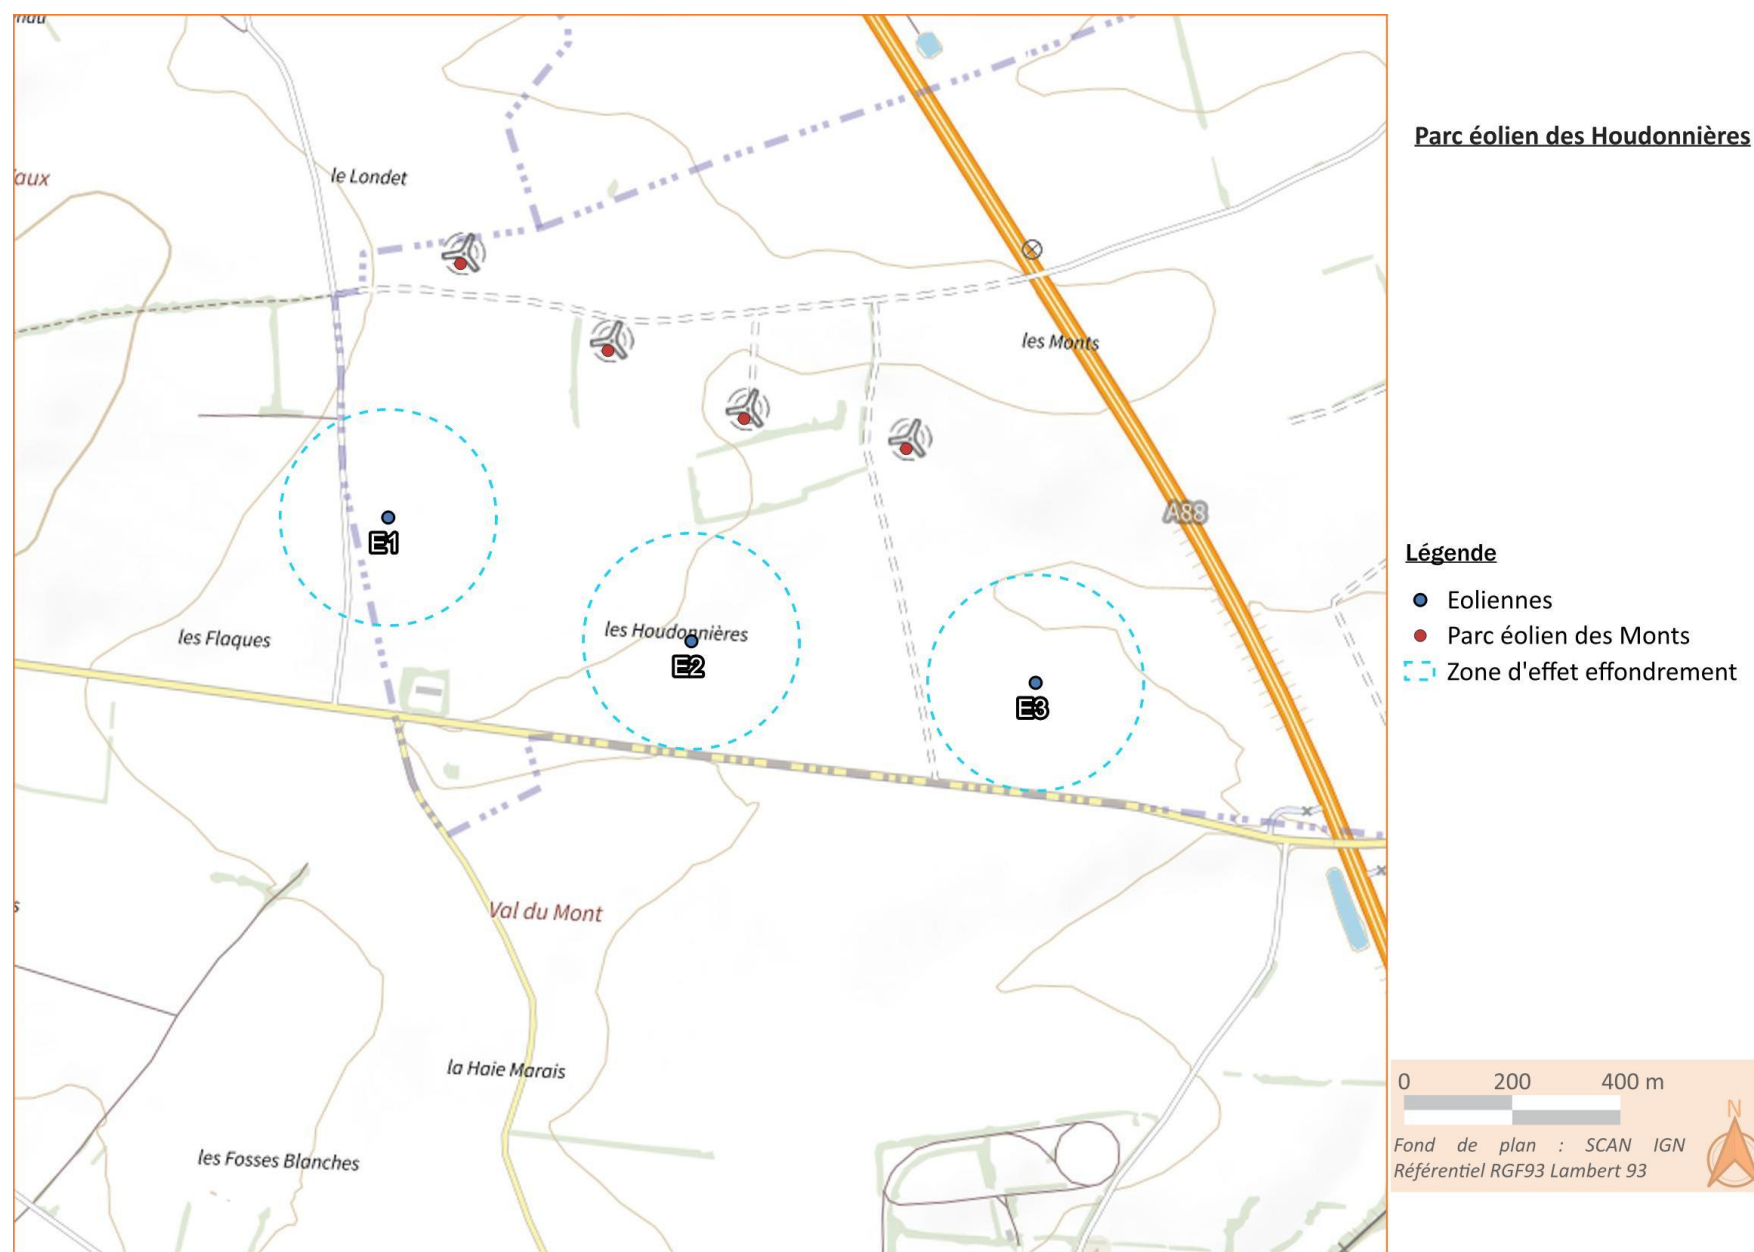 le Londet
Parc éolien des Houdonnières
les Monts
A88
E1
Légende
Eoliennes
Parc éolien des Monts
Zone d'effet effondrement
les Flaques
les Houdonnières
E2
E3
Val du Mont
la Haie Marais
les Fosses Blanches
0 200 400 m
N
Fond de plan : SCAN IGN
Référentiel RGF93 Lambert 93